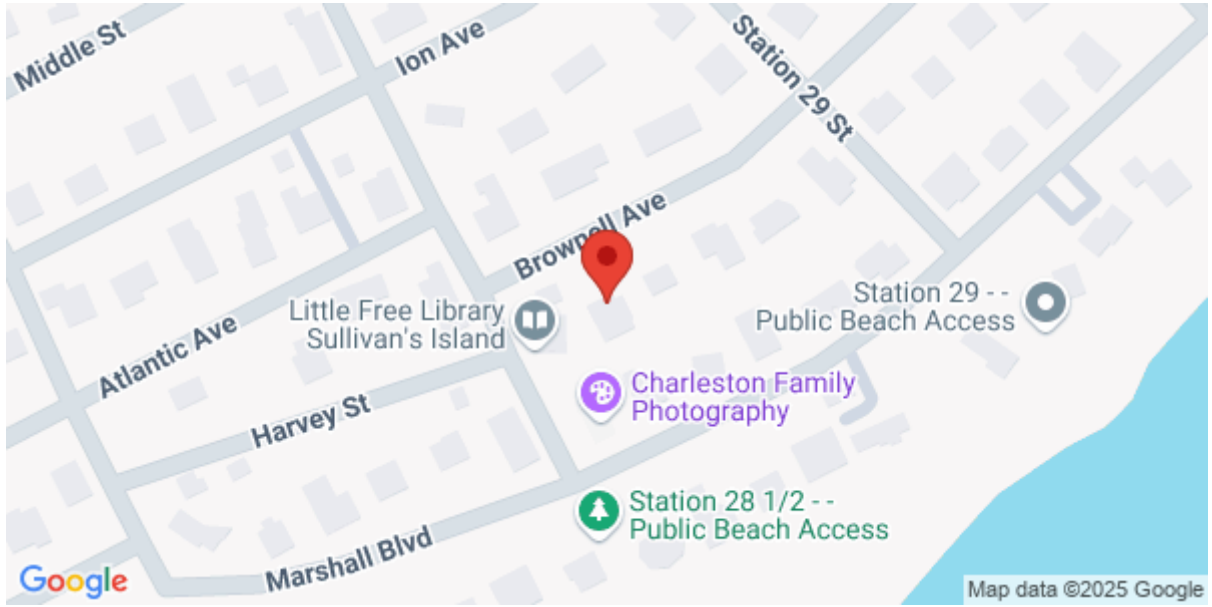 Middle St
Ion Ave
Station 29 St
Brownell Ave
Little Free Library
Sullivan's Island
Station 29 - -
Public Beach Access
Atlantic Ave
Charleston Family
Photography
Harvey St
Station 28 1/2 - -
Public Beach Access
Marshall Blvd
Google
Map data ©2025 Google